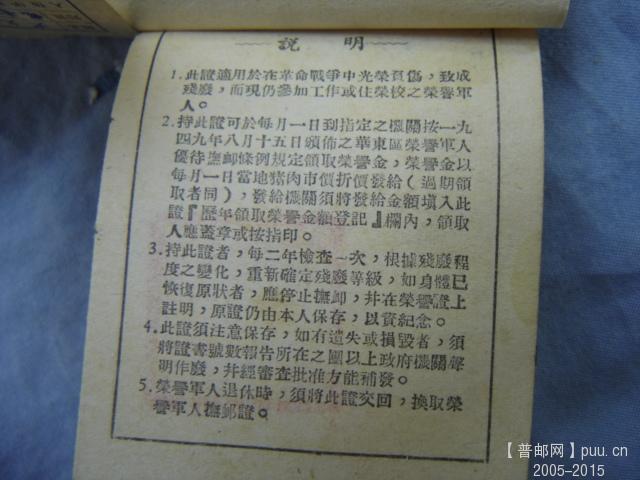 說明
1.此證適用於在革命戰爭中光榮負傷，致成
殘廢，而現仍參加工作或住榮校之榮譽軍
人。
2.持此證可於每月一日到指定之機關按一九
四九年八月十五日頒佈之華東區榮譽軍人
優待撫卹條例規定領取榮譽金，榮譽金以
每月一日當地猪肉市價折價發給（過期領
取者同），發給機關須將發給金額填入此
證『歷年領取榮譽金額登記』欄內，領取
人應蓋章或按指印。
3.持此證者，每二年檢查一次，根據殘廢程
度之變化，重新確定殘廢等級，如身體已
恢復原狀者，應停止撫卹，并在榮譽證上
註明，原證仍由本人保存，以資紀念。
4.此證須注意保存，如有遺失或損毀者，須
將證書號數報告所在之團以上政府機關聲
明作廢，并經審查批准方能補發。
5.榮譽軍人退休時，須將此證交回，換取榮
譽軍人撫卹證。
【普邮网】puu.cn
2005-2015